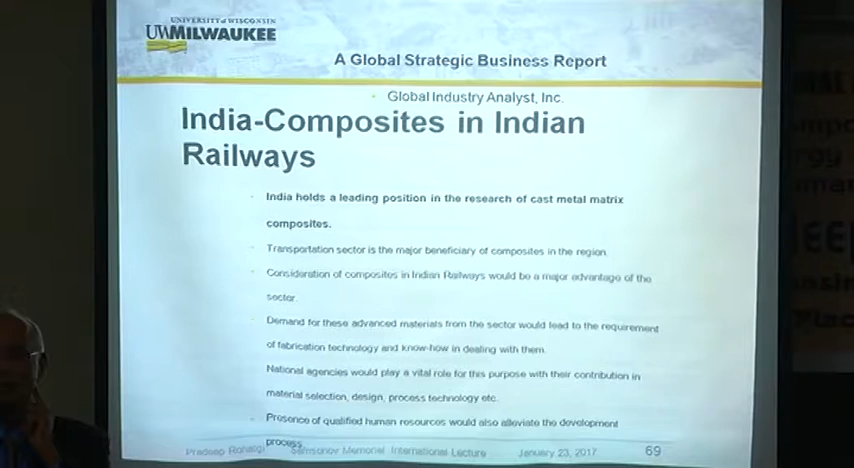 UNIVERSITY of WISCONSIN
UWMILWAUKEE
A Global Strategic Business Report
Global Industry Analyst, Inc.
India-Composites in Indian
Railways
India holds a leading position in the research of cast metal matrix
composites.
Transportation sector is the major beneficiary of composites in the region.
Consideration of composites in Indian Railways would be a major advantage of the
sector.
Demand for these advanced materials from the sector would lead to the requirement
of fabrication technology and know-how in dealing with them.
National agencies would play a vital role for this purpose with their contribution in
material selection, design, process technology etc.
Presence of qualified human resources would also alleviate the development
process.
Pradeep Rohatgi Samsonov Memorial International Lecture January 23, 2017 69